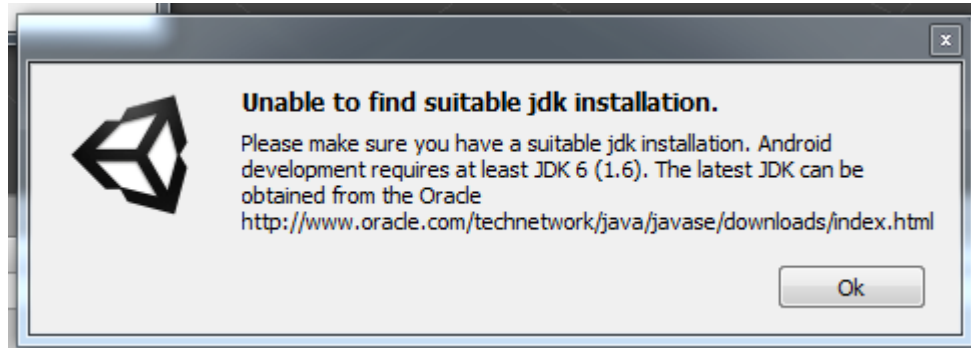 x
Unable to find suitable jdk installation.
Please make sure you have a suitable jdk installation. Android
development requires at least JDK 6 (1.6). The latest JDK can be
obtained from the Oracle
http://www.oracle.com/technetwork/java/javase/downloads/index.html
Ok